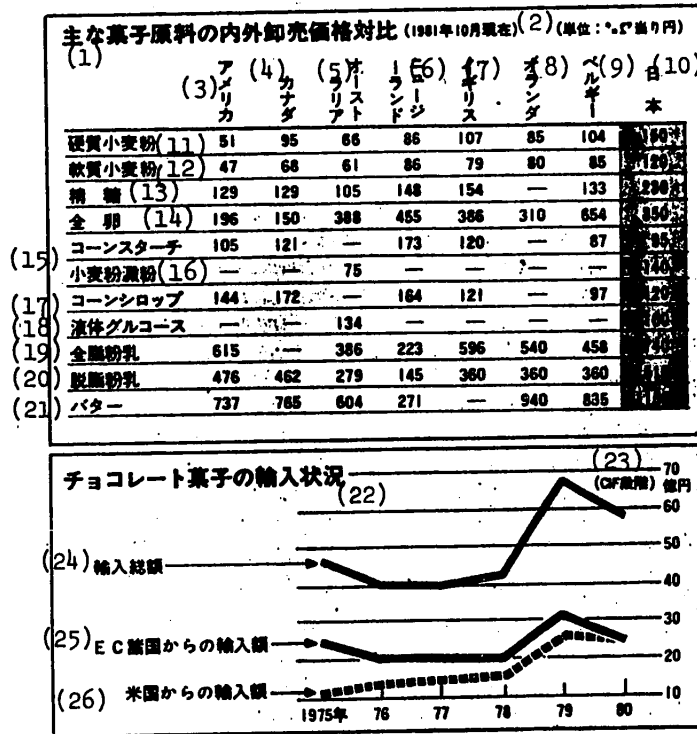 主な菓子原料の内外卸売価格対比 (1981年10月現在) (2) (単位: 当り円)
(1)
(3) アメリカ (4) カナダ (5) オーストラリア (6) ニュージーランド (7) イギリス (8) オランダ (9) ベルギー (10) 日本
硬質小麦粉 (11) 51 95 66 86 107 85 104
軟質小麦粉 (12) 47 68 61 86 79 80 85 120
精糖 (13) 129 129 105 148 154 — 133
全卵 (14) 196 150 388 455 386 310 654
(15) コーンスターチ 105 121 — 173 120 — 87
小麦粉澱粉 (16) — — 75 — — — —
(17) コーンシロップ 144 172 — 164 121 — 97 120
(18) 液体グルコース — — 134 — — — —
(19) 全脂粉乳 615 — 386 223 596 540 458
(20) 脱脂粉乳 476 462 279 145 360 360 360
(21) バター 737 765 604 271 — 940 835
チョコレート菓子の輸入状況 (22)
(23) (CIF段階) 70億円
60
50
(24) 輸入総額 40
30
(25) EC諸国からの輸入額 20
(26) 米国からの輸入額 10
1975年 76 77 78 79 80